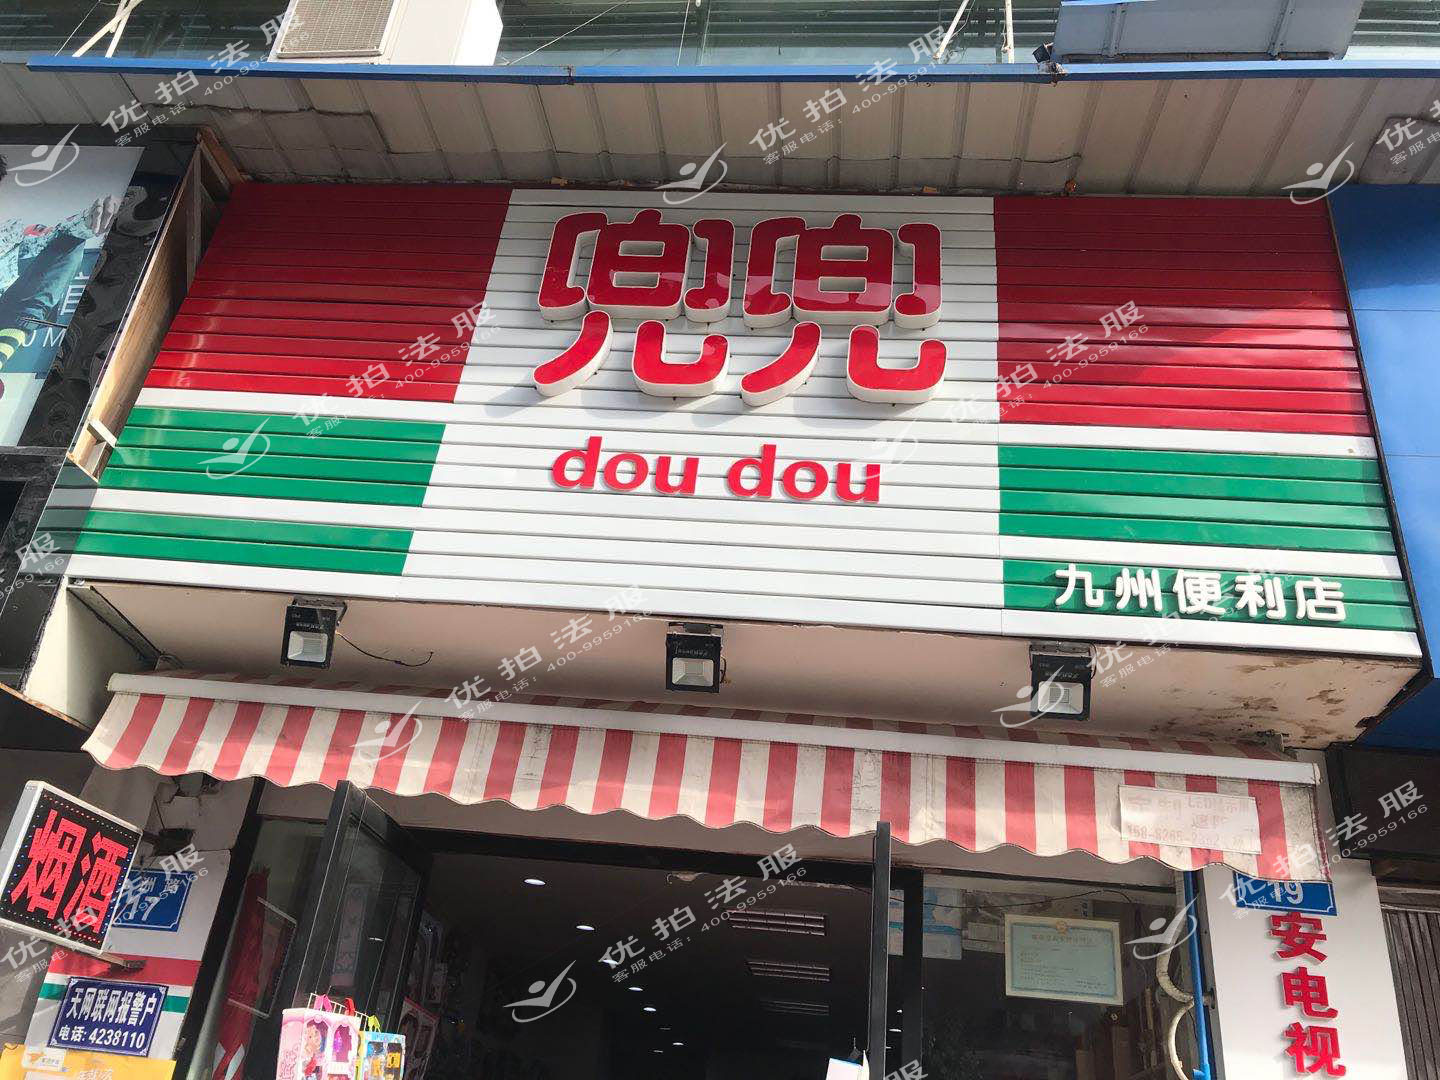 兜兜
dou dou
九州便利店
烟酒
77
天网联网报警户
电话:4238110
19
安电视
优拍法服
客服电话：400-9959166